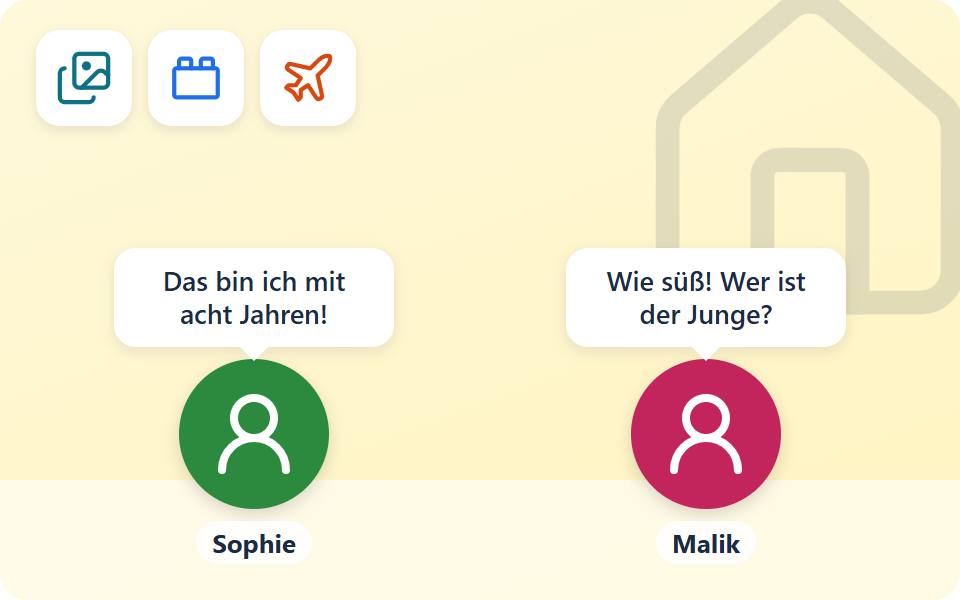 Das bin ich mit
acht Jahren!
Wie süß! Wer ist
der Junge?
Sophie
Malik